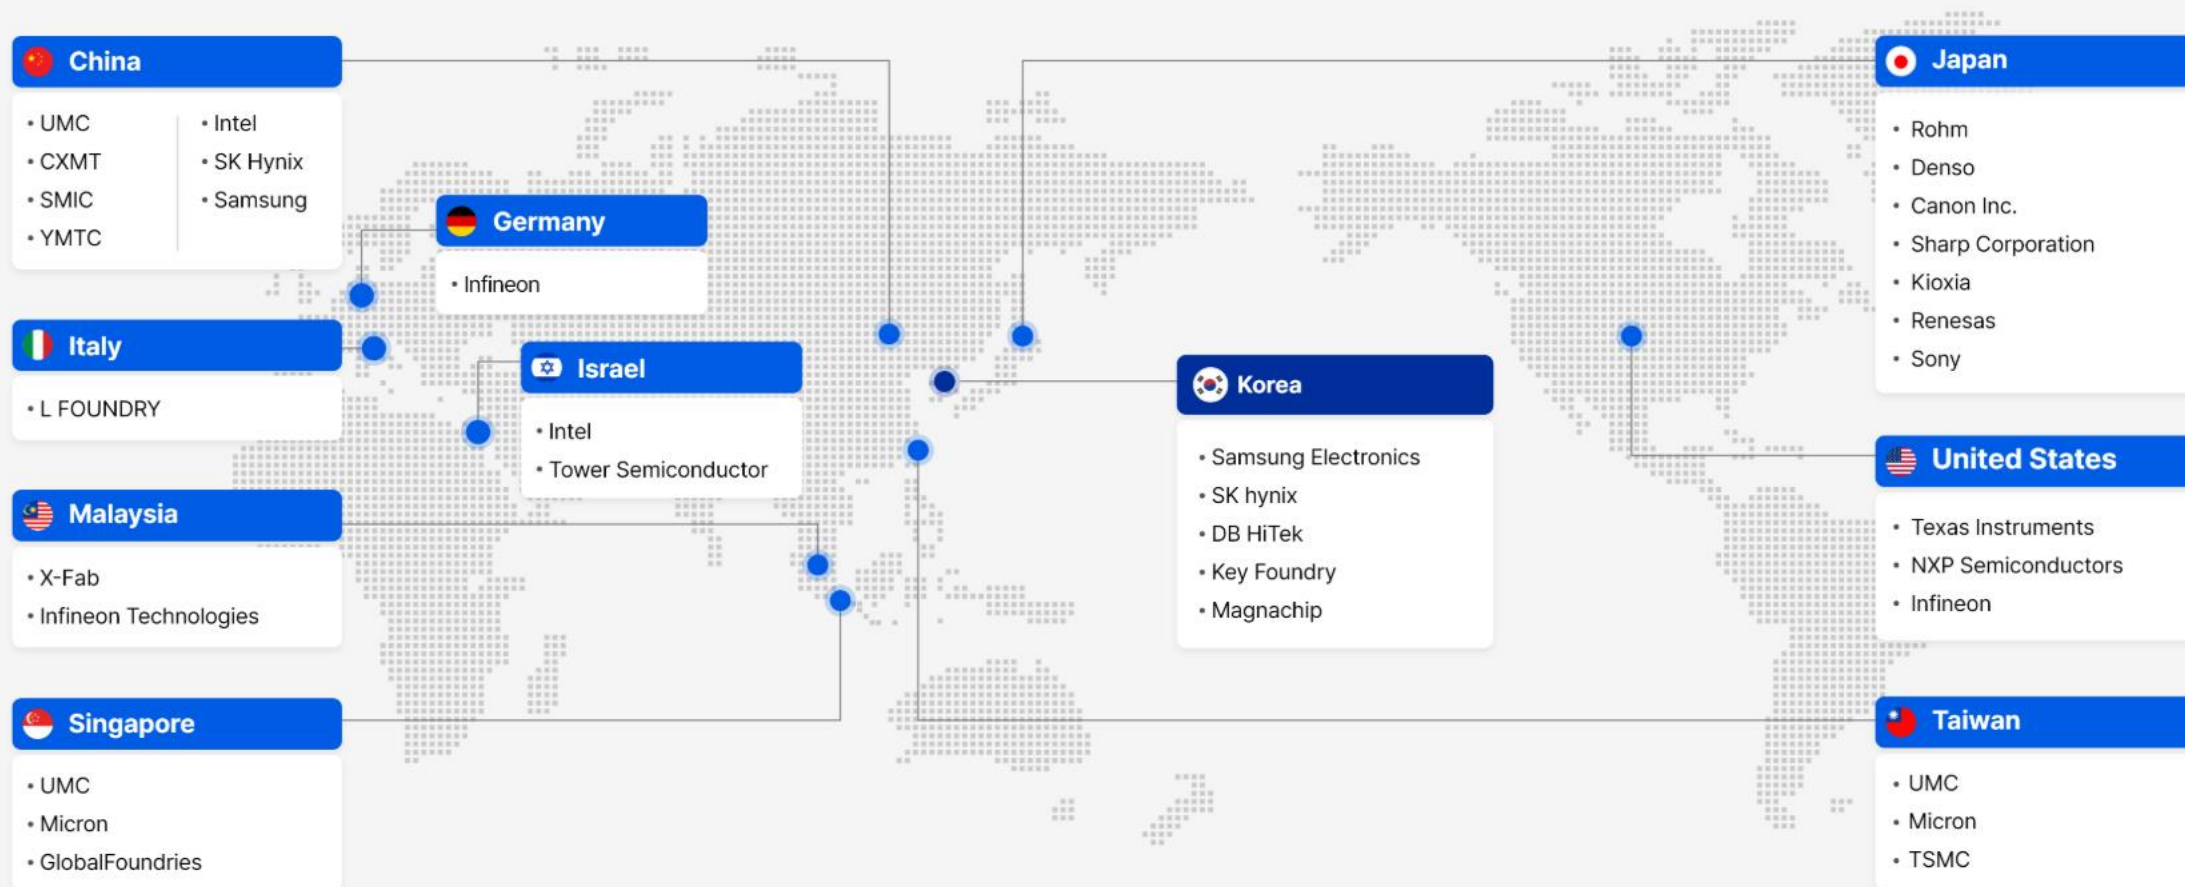 China
• UMC
• CXMT
• SMIC
• YMTC
• Intel
• SK Hynix
• Samsung
Germany
• Infineon
Italy
• L FOUNDRY
Israel
• Intel
• Tower Semiconductor
Malaysia
• X-Fab
• Infineon Technologies
Singapore
• UMC
• Micron
• GlobalFoundries
Korea
• Samsung Electronics
• SK hynix
• DB HiTek
• Key Foundry
• Magnachip
Japan
• Rohm
• Denso
• Canon Inc.
• Sharp Corporation
• Kioxia
• Renesas
• Sony
United States
• Texas Instruments
• NXP Semiconductors
• Infineon
Taiwan
• UMC
• Micron
• TSMC